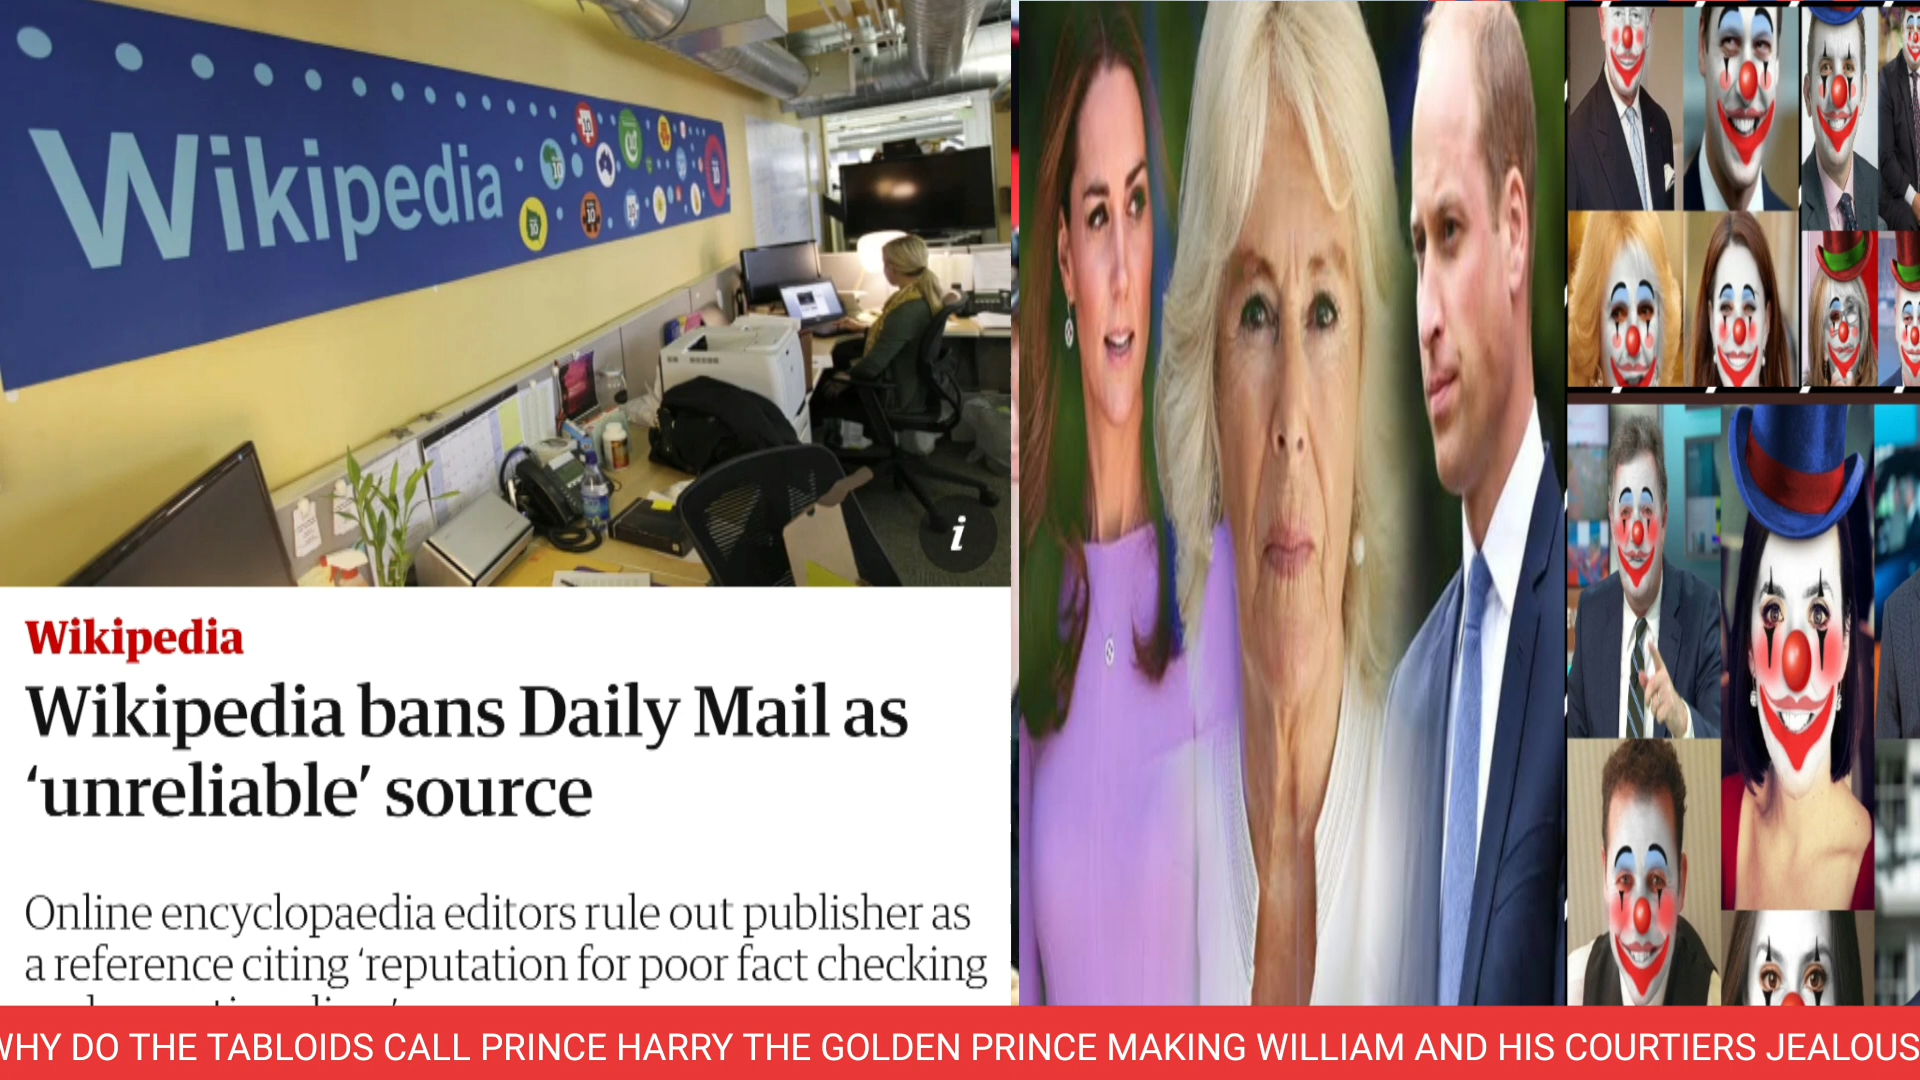 Wikipedia
i
Wikipedia
Wikipedia bans Daily Mail as
‘unreliable’ source
Online encyclopaedia editors rule out publisher as
a reference citing ‘reputation for poor fact checking
WHY DO THE TABLOIDS CALL PRINCE HARRY THE GOLDEN PRINCE MAKING WILLIAM AND HIS COURTIERS JEALOUS